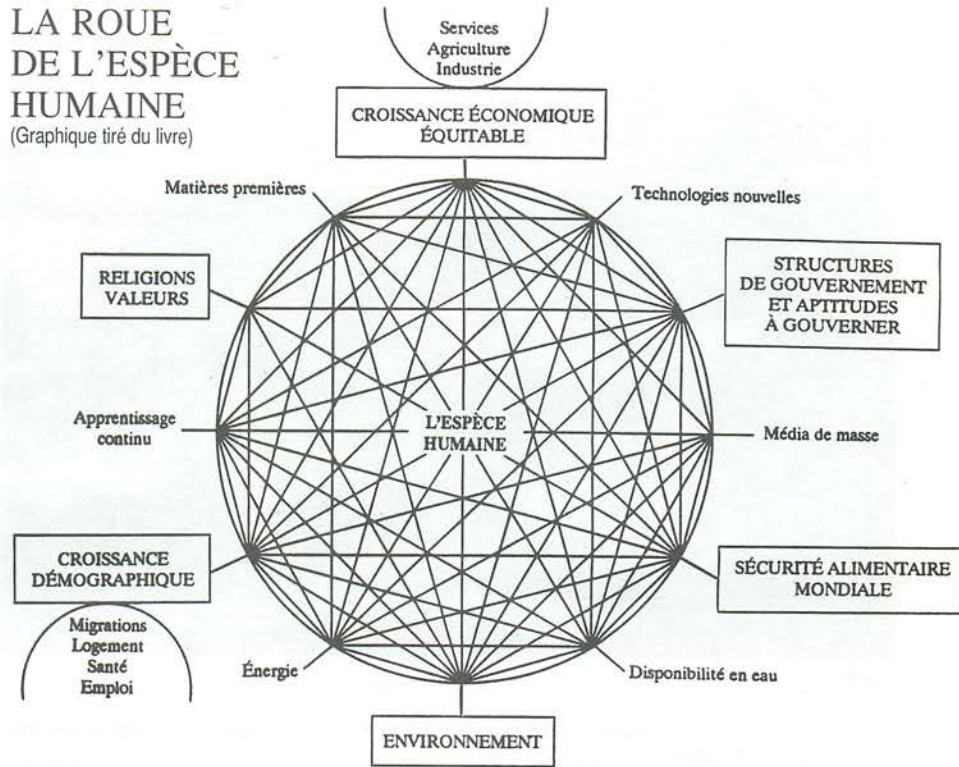 LA ROUE
DE L'ESPÈCE
HUMAINE
(Graphique tiré du livre)
Services
Agriculture
Industrie
CROISSANCE ÉCONOMIQUE
ÉQUITABLE
Matières premières
Technologies nouvelles
RELIGIONS
VALEURS
STRUCTURES
DE GOUVERNEMENT
ET APTITUDES
À GOUVERNER
Apprentissage
continu
L'ESPÈCE
HUMAINE
Média de masse
CROISSANCE
DÉMOGRAPHIQUE
SÉCURITÉ ALIMENTAIRE
MONDIALE
Migrations
Logement
Santé
Emploi
Énergie
Disponibilité en eau
ENVIRONNEMENT